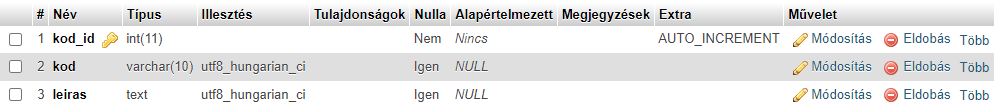 # Név Típus Illesztés Tulajdonságok Nulla Alapértelmezett Megjegyzések Extra Művelet
1 kod_id int(11) Nem Nincs AUTO_INCREMENT Módosítás Eldobás Több
2 kod varchar(10) utf8_hungarian_ci Igen NULL Módosítás Eldobás Több
3 leiras text utf8_hungarian_ci Igen NULL Módosítás Eldobás Több